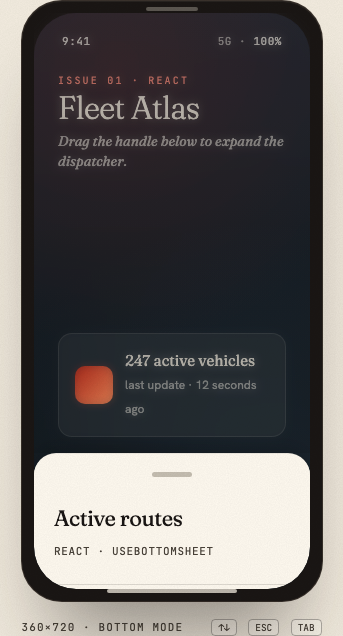 9:41 5G · 100%
ISSUE 01 · REACT
Fleet Atlas
Drag the handle below to expand the
dispatcher.
247 active vehicles
last update · 12 seconds
ago
Active routes
REACT · USEBOTTOMSHEET
360×720 · BOTTOM MODE ↑↓ ESC TAB